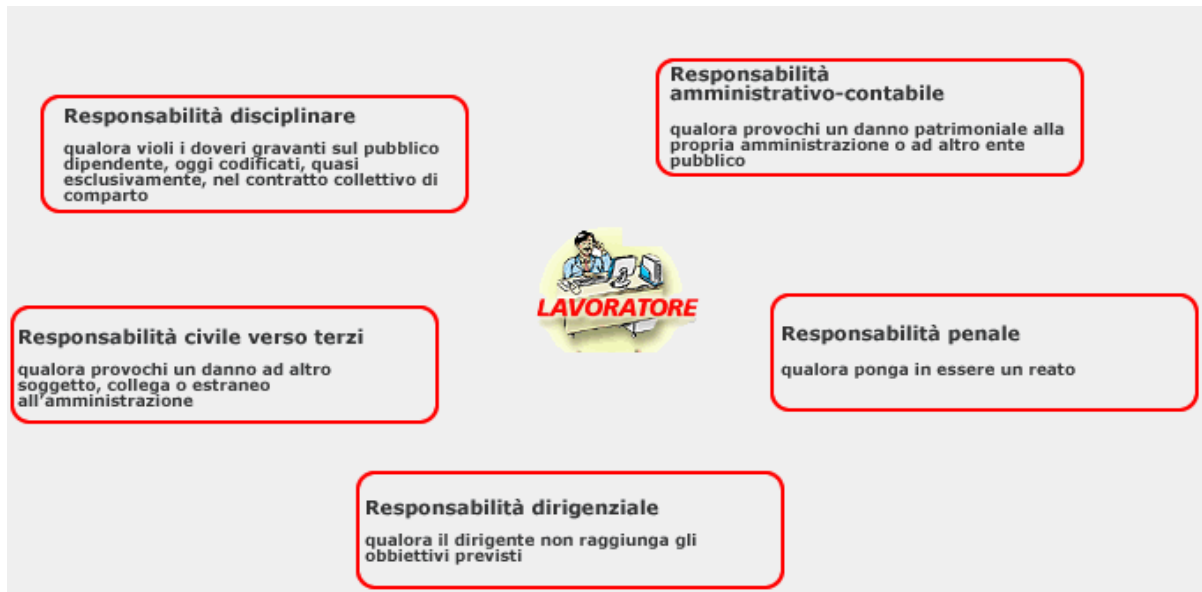 Responsabilità disciplinare
qualora violi i doveri gravanti sul pubblico
dipendente, oggi codificati, quasi
esclusivamente, nel contratto collettivo di
comparto
Responsabilità
amministrativo-contabile
qualora provochi un danno patrimoniale alla
propria amministrazione o ad altro ente
pubblico
LAVORATORE
Responsabilità civile verso terzi
qualora provochi un danno ad altro
soggetto, collega o estraneo
all'amministrazione
Responsabilità penale
qualora ponga in essere un reato
Responsabilità dirigenziale
qualora il dirigente non raggiunga gli
obbiettivi previsti